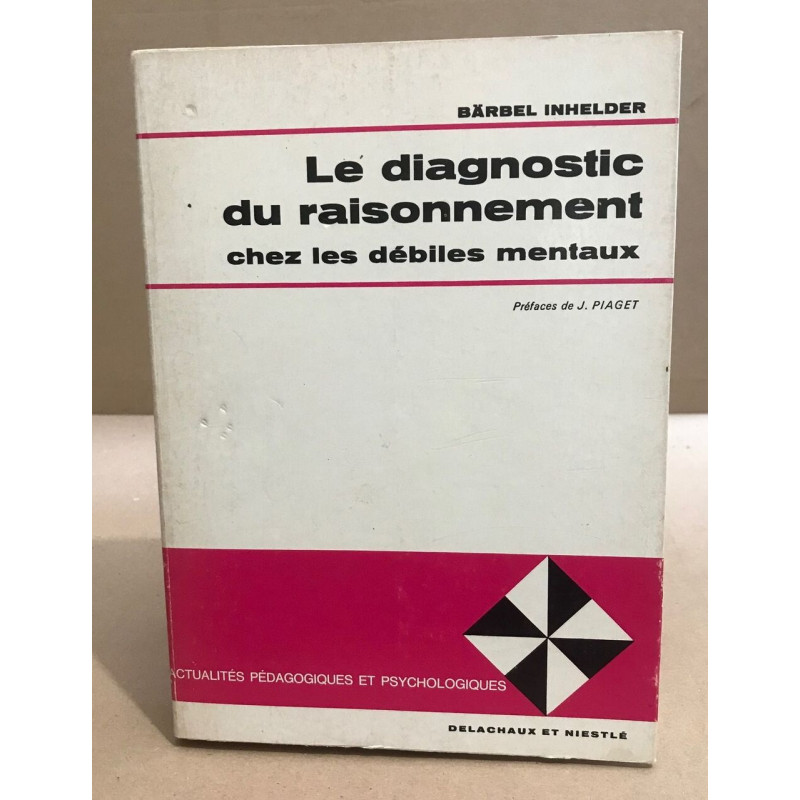 BÄRBEL INHELDER
Le diagnostic
du raisonnement
chez les débiles mentaux
Préfaces de J. PIAGET
ACTUALITÉS PÉDAGOGIQUES ET PSYCHOLOGIQUES
DELACHAUX ET NIESTLÉ